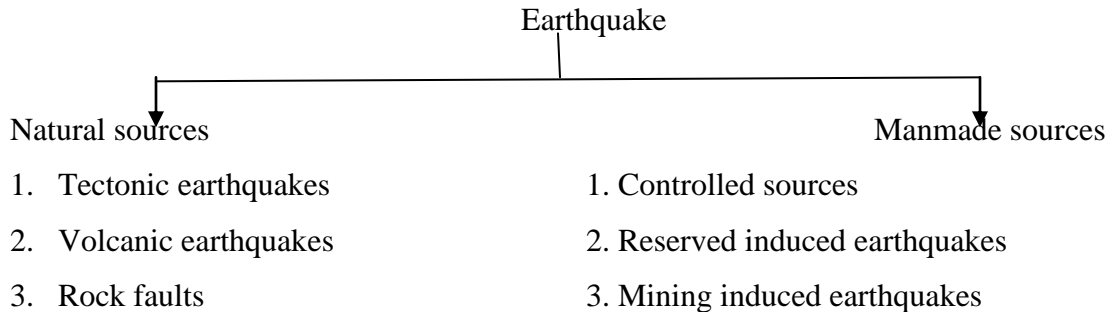 Earthquake
Natural sources
Manmade sources
1. Tectonic earthquakes
1. Controlled sources
2. Volcanic earthquakes
2. Reserved induced earthquakes
3. Rock faults
3. Mining induced earthquakes